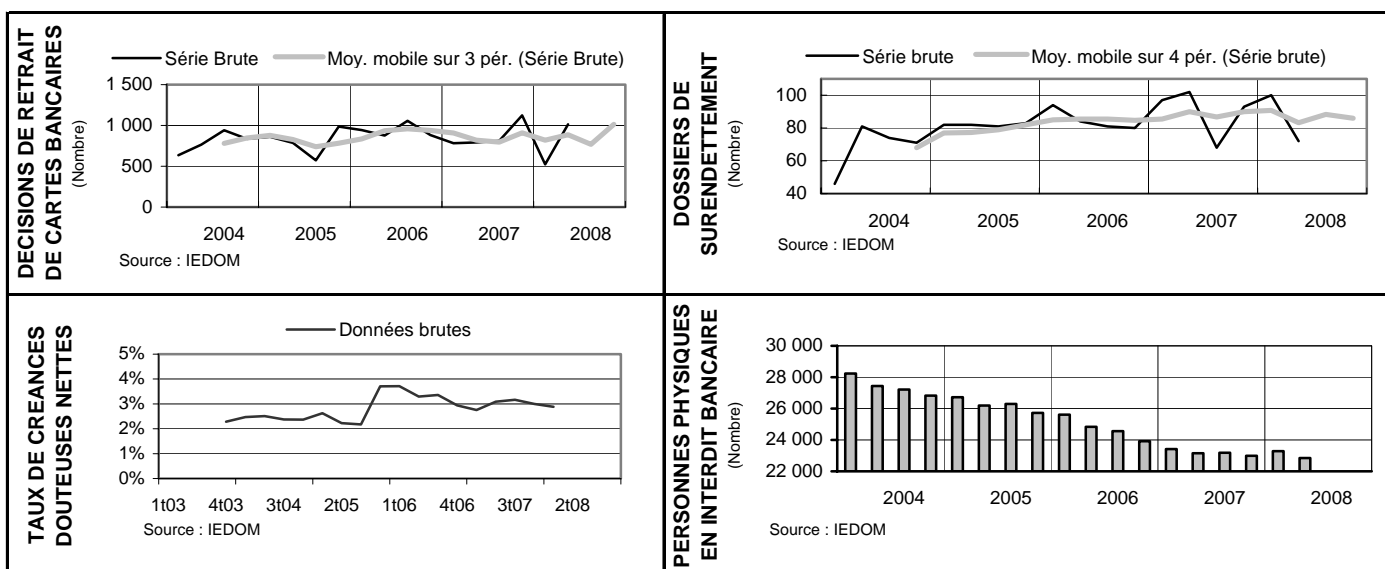 DECISIONS DE RETRAIT
DE CARTES BANCAIRES
(Nombre)
Série Brute
Moy. mobile sur 3 pér. (Série Brute)
1 500
1 000
500
0
2004 2005 2006 2007 2008
Source : IEDOM
DOSSIERS DE
SURENDETTEMENT
(Nombre)
Série brute
Moy. mobile sur 4 pér. (Série brute)
100
80
60
40
2004 2005 2006 2007 2008
Source : IEDOM
TAUX DE CREANCES
DOUTEUSES NETTES
Données brutes
5%
4%
3%
2%
1%
0%
1t03 4t03 3t04 2t05 1t06 4t06 3t07 2t08
Source : IEDOM
PERSONNES PHYSIQUES
EN INTERDIT BANCAIRE
(Nombre)
30 000
28 000
26 000
24 000
22 000
2004 2005 2006 2007 2008
Source : IEDOM